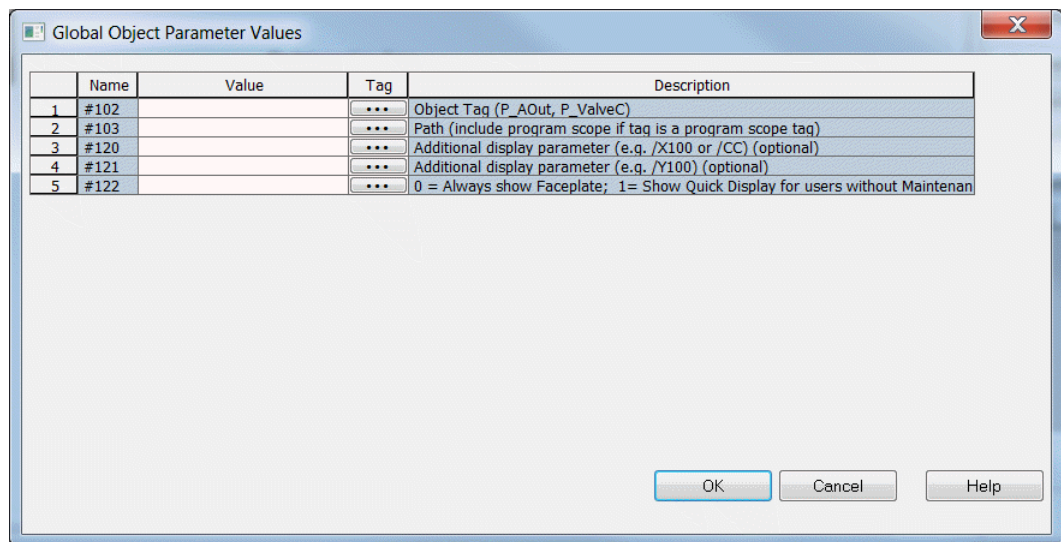 Global Object Parameter Values
Name Value Tag Description
1 #102 ••• Object Tag (P_AOut, P_ValveC)
2 #103 ••• Path (include program scope if tag is a program scope tag)
3 #120 ••• Additional display parameter (e.g. /X100 or /CC) (optional)
4 #121 ••• Additional display parameter (e.g. /Y100) (optional)
5 #122 ••• 0 = Always show Faceplate; 1= Show Quick Display for users without Maintenan
OK Cancel Help